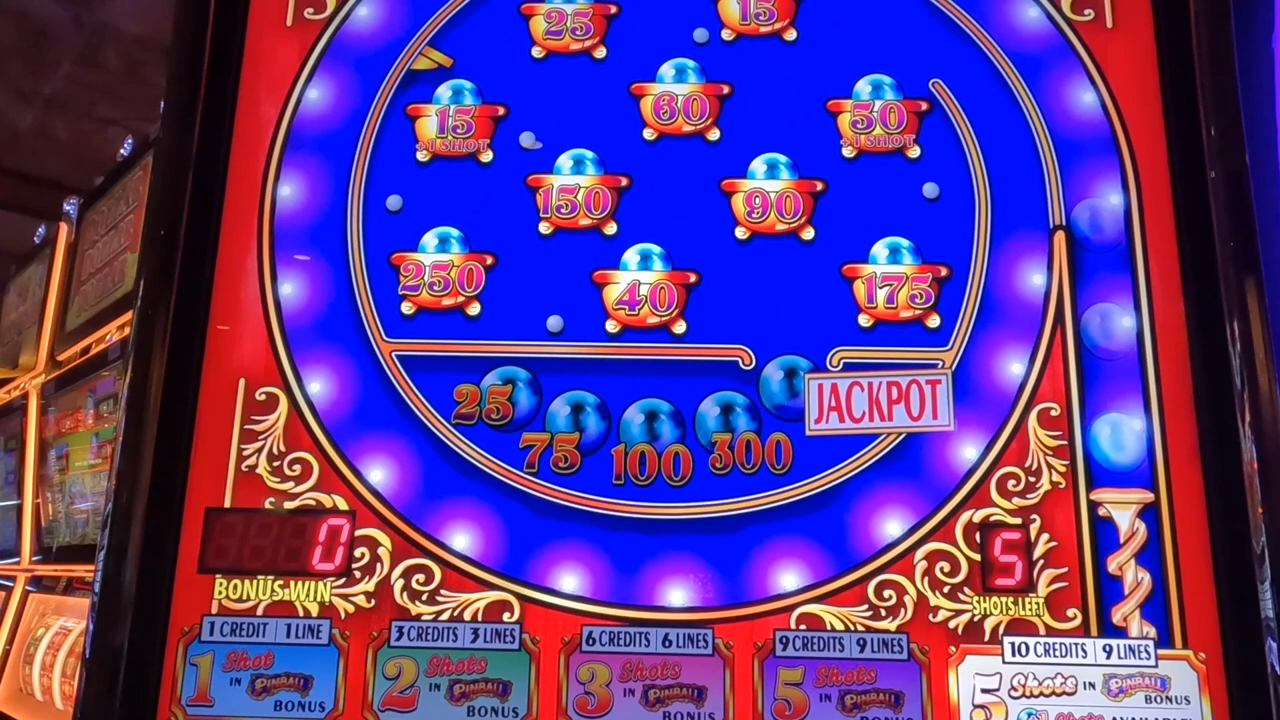 25
15
15
+1 SHOT
60
50
+1 SHOT
150
90
250
40
175
25
75
100
300
JACKPOT
0
BONUS WIN
5
SHOTS LEFT
1 CREDIT 1 LINE
1 Shot
IN PINBALL
BONUS
3 CREDITS 3 LINES
2 Shots
IN PINBALL
BONUS
6 CREDITS 6 LINES
3 Shots
IN PINBALL
BONUS
9 CREDITS 9 LINES
5 Shots
IN PINBALL
BONUS
10 CREDITS 9 LINES
5 Shots IN PINBALL
BONUS